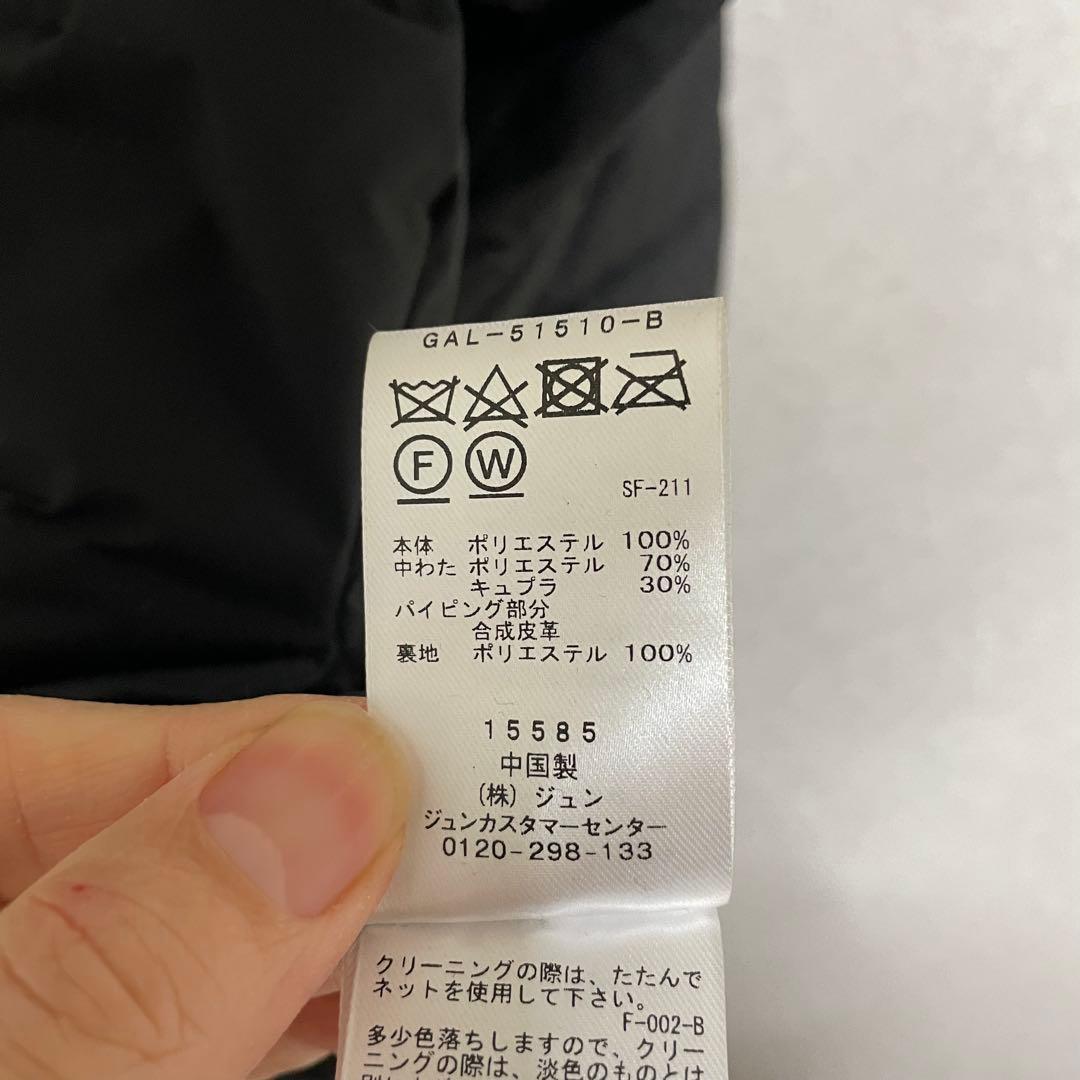 GAL-51510-B
F W
SF-211
本体 ポリエステル 100%
中わた ポリエステル 70%
キュプラ 30%
パイピング部分
合成皮革
裏地 ポリエステル 100%
15585
中国製
(株) ジュン
ジュンカスタマーセンター
0120-298-133
クリーニングの際は、たたんで
ネットを使用して下さい。
F-002-B
多少色落ちしますので、クリー
ニングの際は、淡色のものとは